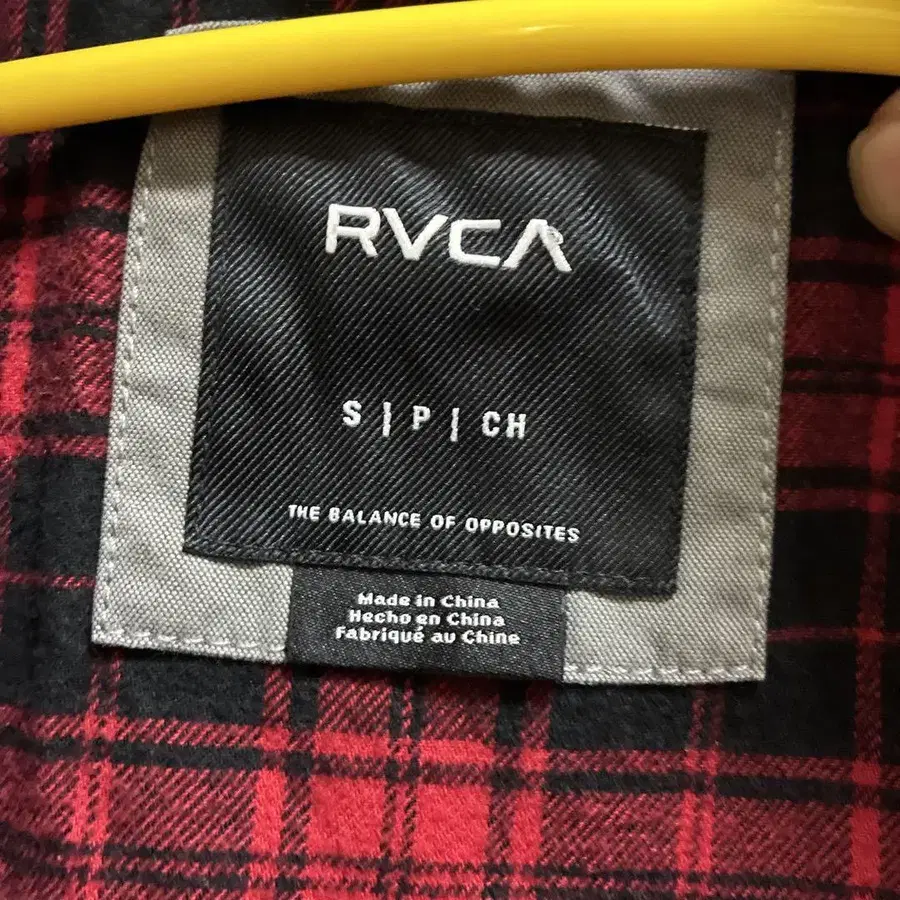 RVCA®
S | P | CH
THE BALANCE OF OPPOSITES
Made in China
Hecho en China
Fabriqué au Chine